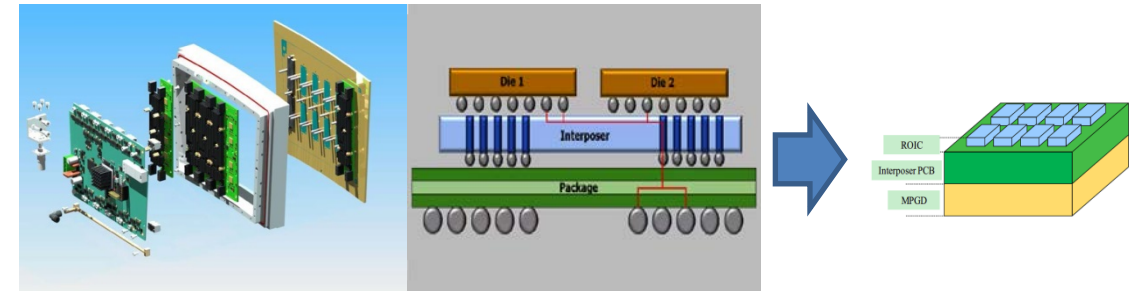 Die 1
Die 2
Interposer
Package
ROIC
Interposer PCB
MPGD